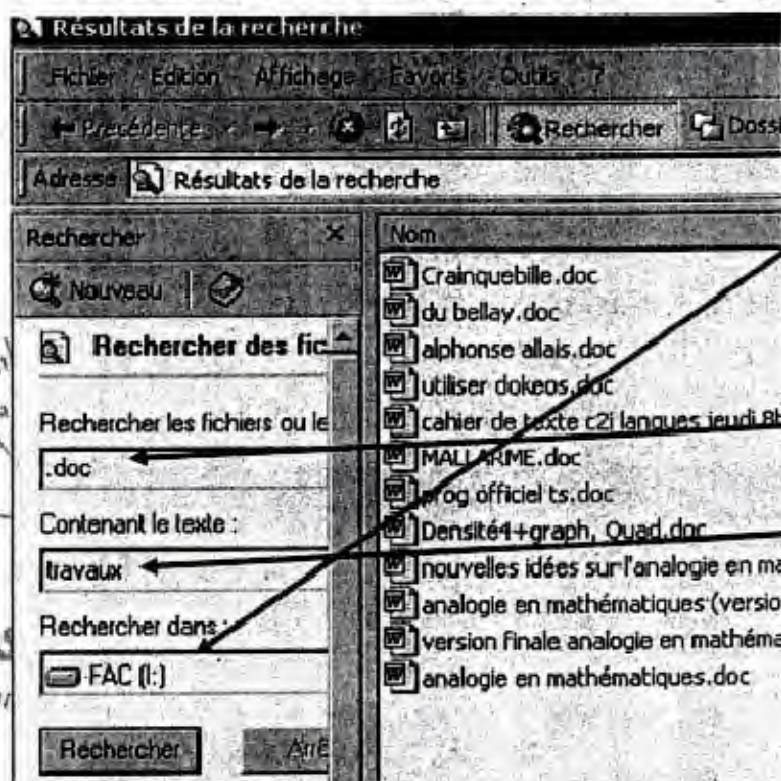 Résultats de la recherche
Fichier Edition Affichage Favoris Outils ?
Précédente Rechercher
Adresse Résultats de la recherche
Rechercher ×
Nouveau
Rechercher des fic
Rechercher les fichiers ou le
.doc
Contenant le texte :
travaux
Rechercher dans :
FAC (I:)
Rechercher
Nom
Crainquebille.doc
du bellay.doc
alphonse allais.doc
utiliser dokeos.doc
cahier de texte c2i langues jeudi 8h
MALLARME.doc
prog officiel ts.doc
Densité4+graph, Quad.doc
nouvelles idées sur l'analogie en ma
analogie en mathématiques (versio
version finale analogie en mathéma
analogie en mathématiques.doc